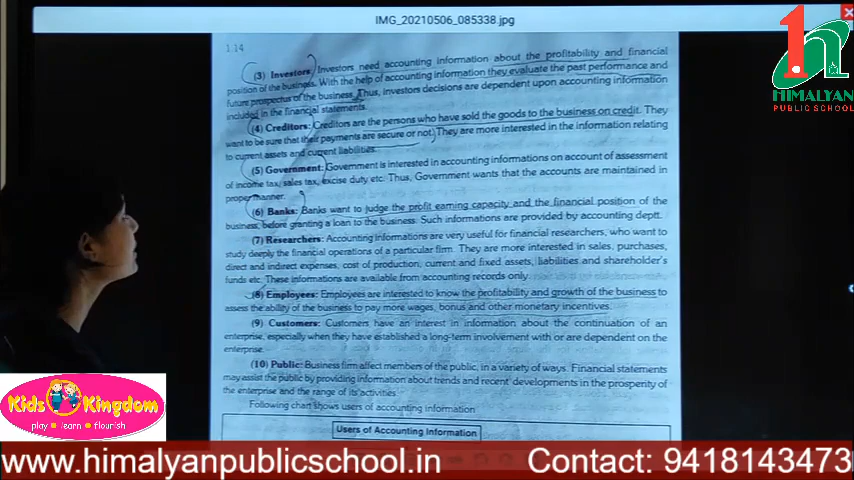 IMG_20210506_085338.jpg
1.14
(3) Investors: Investors need accounting information about the profitability and financial
position of the business. With the help of accounting information they evaluate the past performance and
future prospectus of the business. Thus, investors decisions are dependent upon accounting information
included in the financial statements.
(4) Creditors: Creditors are the persons who have sold the goods to the business on credit. They
want to be sure that their payments are secure or not. They are more interested in the information relating
to current assets and current liabilities.
(5) Government: Government is interested in accounting informations on account of assessment
of income tax, sales tax, excise duty etc. Thus, Government wants that the accounts are maintained in
proper manner.
(6) Banks: Banks want to judge the profit earning capacity and the financial position of the
business, before granting a loan to the business. Such informations are provided by accounting deptt.
(7) Researchers: Accounting informations are very useful for financial researchers, who want to
study deeply the financial operations of a particular firm. They are more interested in sales, purchases,
direct and indirect expenses, cost of production, current and fixed assets, liabilities and shareholder's
funds etc. These informations are available from accounting records only.
(8) Employees: Employees are interested to know the profitability and growth of the business to
assess the ability of the business to pay more wages, bonus and other monetary incentives.
(9) Customers: Customers have an interest in information about the continuation of an
enterprise, especially when they have established a long-term involvement with or are dependent on the
enterprise.
(10) Public: Business firm affect members of the public, in a variety of ways. Financial statements
may assist the public by providing information about trends and recent developments in the prosperity of
the enterprise and the range of its activities.
Following chart shows users of accounting information
Users of Accounting Information
1h
HIMALYAN
PUBLIC SCHOOL
Kids Kingdom
play learn flourish
www.himalyanpublicschool.in
Contact: 9418143473